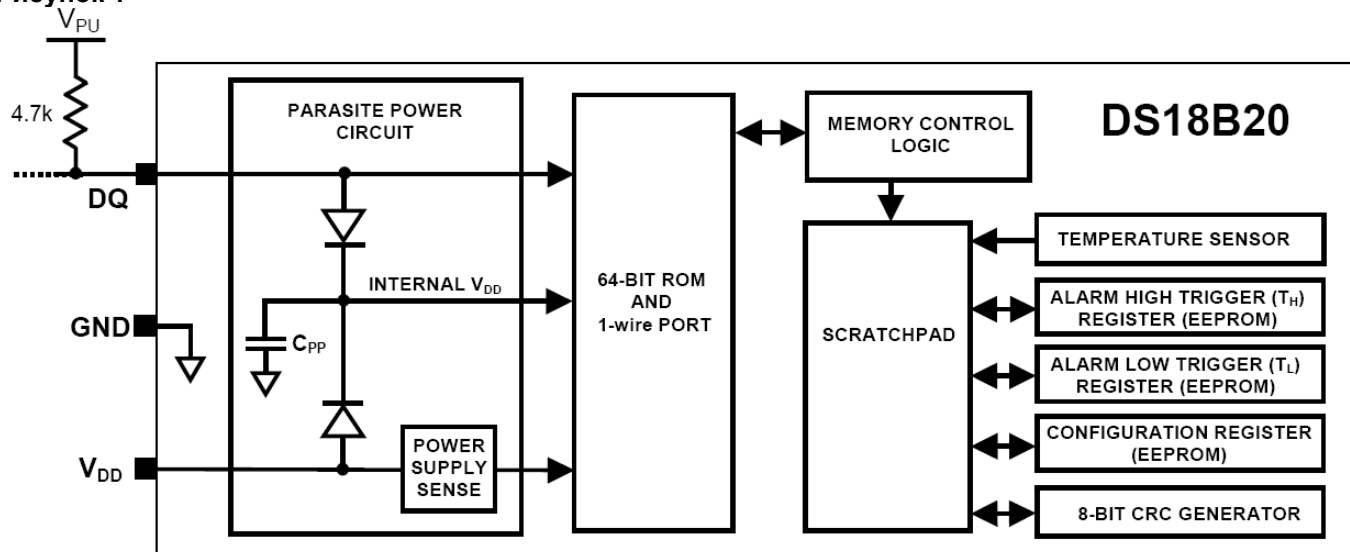 Рисунок 1
V_PU
4.7k
DQ
GND
V_DD
PARASITE POWER
CIRCUIT
INTERNAL V_DD
C_PP
POWER
SUPPLY
SENSE
64-BIT ROM
AND
1-wire PORT
MEMORY CONTROL
LOGIC
DS18B20
SCRATCHPAD
TEMPERATURE SENSOR
ALARM HIGH TRIGGER (T_H)
REGISTER (EEPROM)
ALARM LOW TRIGGER (T_L)
REGISTER (EEPROM)
CONFIGURATION REGISTER
(EEPROM)
8-BIT CRC GENERATOR